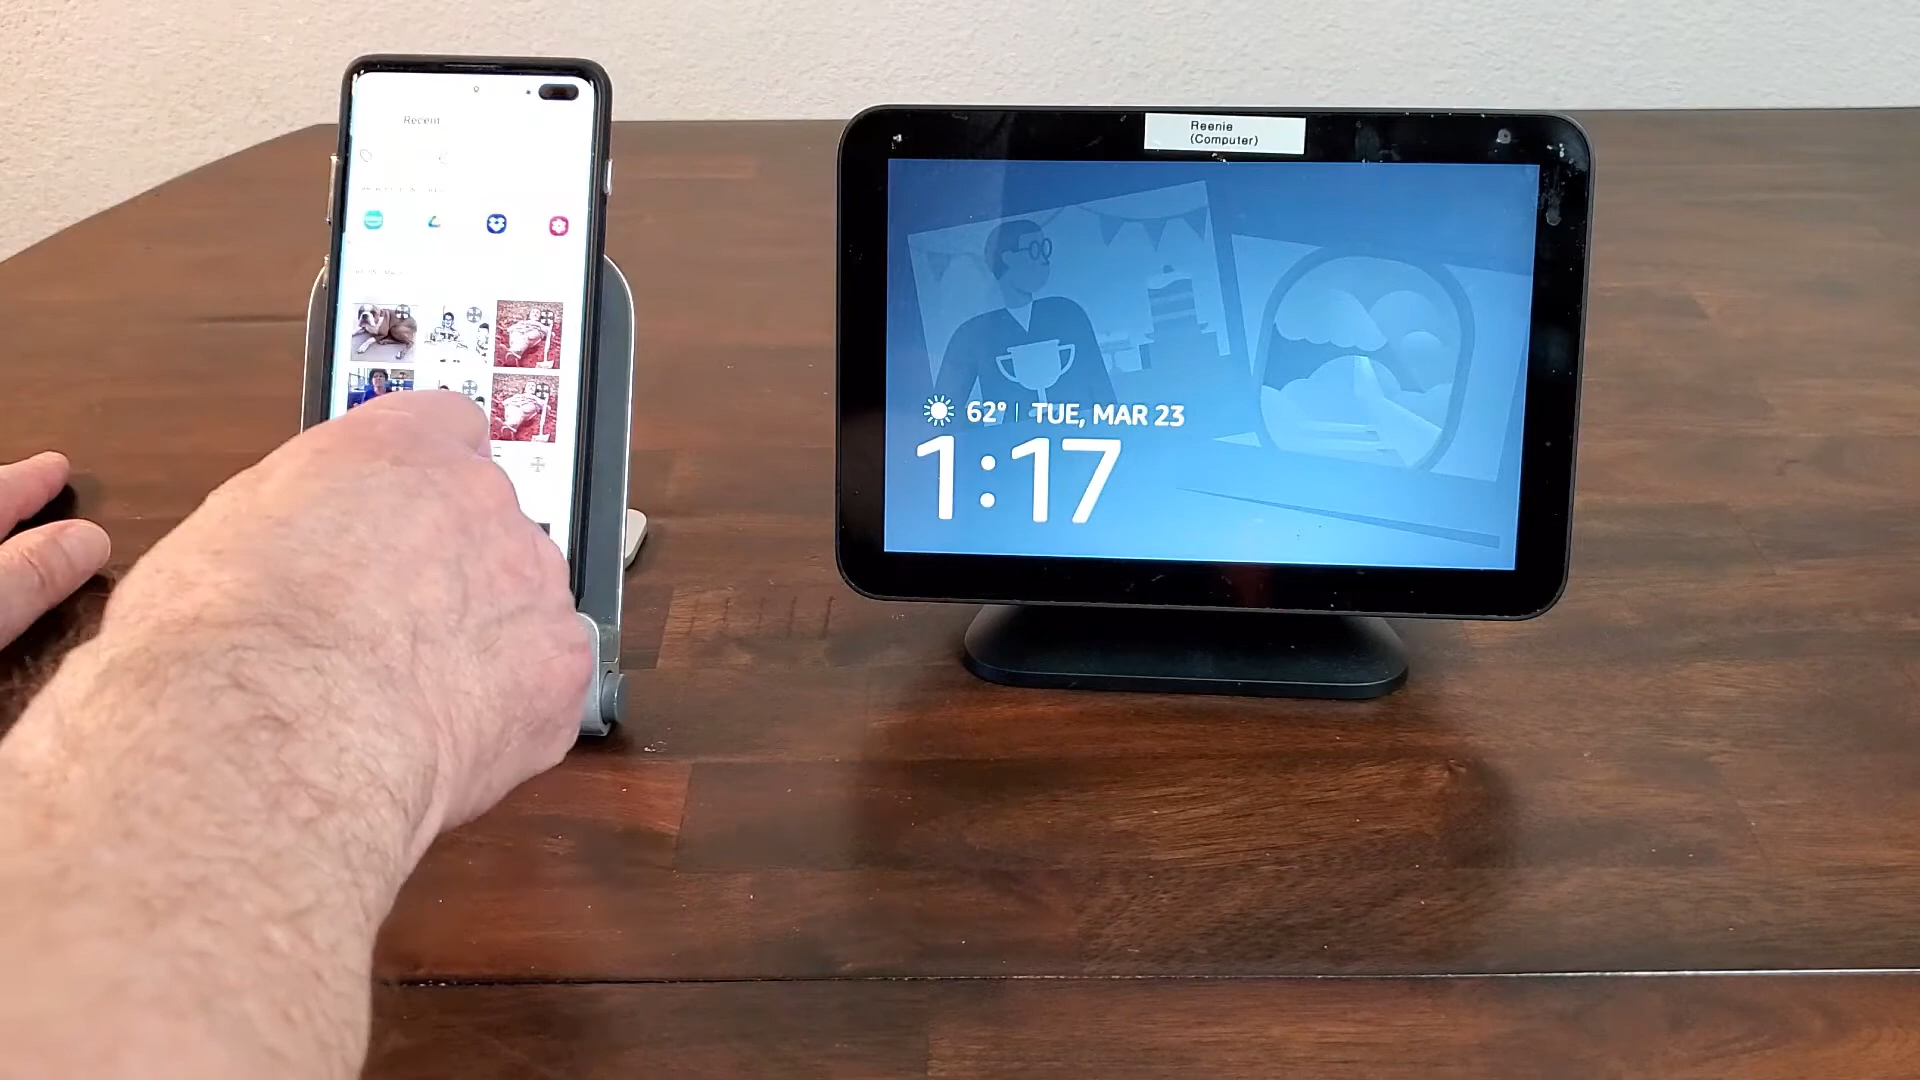 Recent
Reenie
(Computer)
62° | TUE, MAR 23
1:17